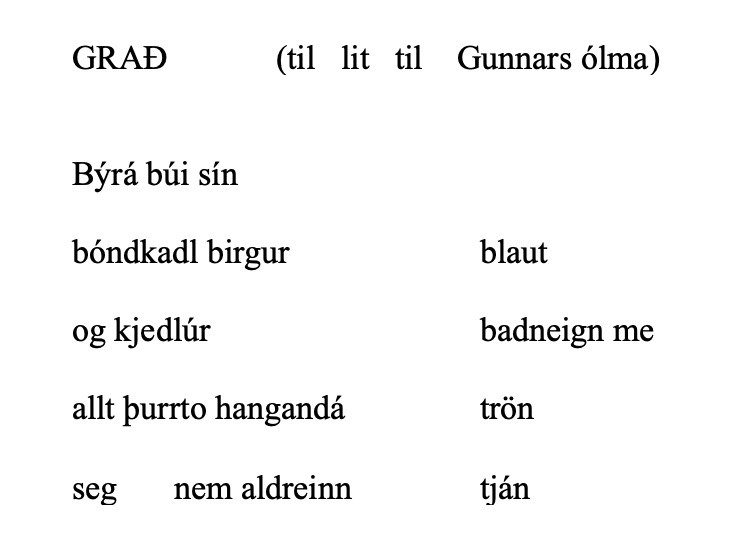 GRAÐ (til lit til Gunnars ólma)
Býrá búi sín
bóndkadl birgur blaut
og kjedlúr badneign me
allt þurrto hangandá trön
seg nem aldreinn tján